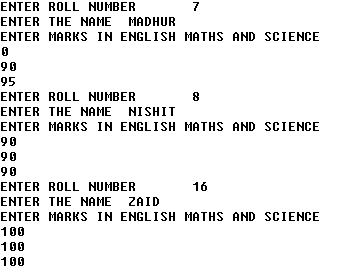 ENTER ROLL NUMBER 7
ENTER THE NAME MADHUR
ENTER MARKS IN ENGLISH MATHS AND SCIENCE
0
90
95
ENTER ROLL NUMBER 8
ENTER THE NAME NISHIT
ENTER MARKS IN ENGLISH MATHS AND SCIENCE
90
90
90
ENTER ROLL NUMBER 16
ENTER THE NAME ZAID
ENTER MARKS IN ENGLISH MATHS AND SCIENCE
100
100
100